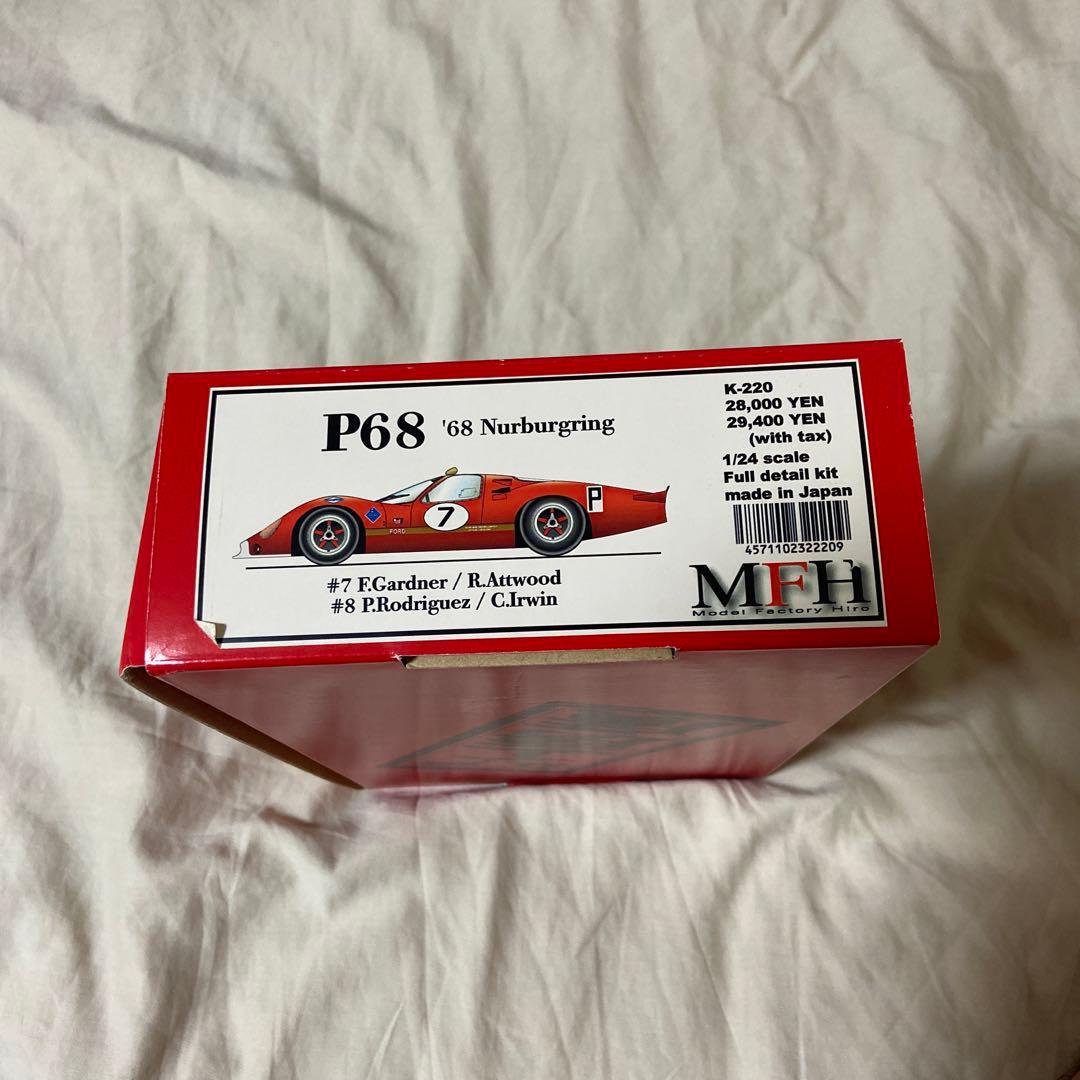 P68 '68 Nurburgring
FORD
7
P
#7 F.Gardner / R.Attwood
#8 P.Rodriguez / C.Irwin
K-220
28,000 YEN
29,400 YEN
(with tax)
1/24 scale
Full detail kit
made in Japan
4571102322209
MFH
Model Factory Hiro